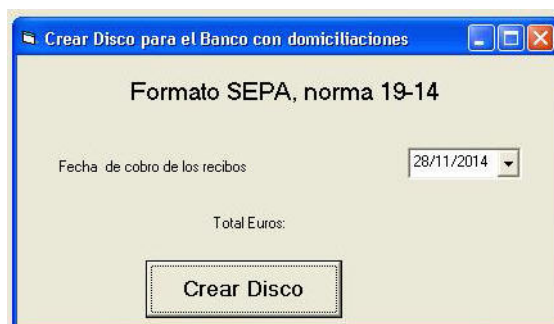 Crear Disco para el Banco con domiciliaciones
Formato SEPA, norma 19-14
Fecha de cobro de los recibos
28/11/2014
Total Euros:
Crear Disco